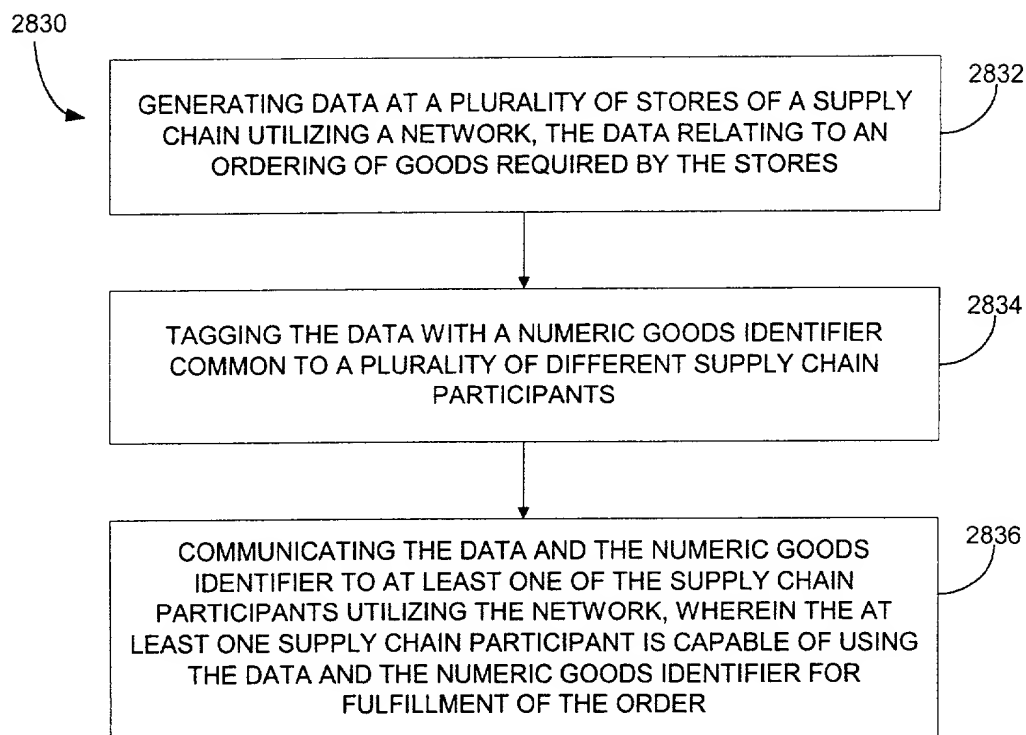 2830
2832
GENERATING DATA AT A PLURALITY OF STORES OF A SUPPLY
CHAIN UTILIZING A NETWORK, THE DATA RELATING TO AN
ORDERING OF GOODS REQUIRED BY THE STORES
2834
TAGGING THE DATA WITH A NUMERIC GOODS IDENTIFIER
COMMON TO A PLURALITY OF DIFFERENT SUPPLY CHAIN
PARTICIPANTS
2836
COMMUNICATING THE DATA AND THE NUMERIC GOODS
IDENTIFIER TO AT LEAST ONE OF THE SUPPLY CHAIN
PARTICIPANTS UTILIZING THE NETWORK, WHEREIN THE AT
LEAST ONE SUPPLY CHAIN PARTICIPANT IS CAPABLE OF USING
THE DATA AND THE NUMERIC GOODS IDENTIFIER FOR
FULFILLMENT OF THE ORDER